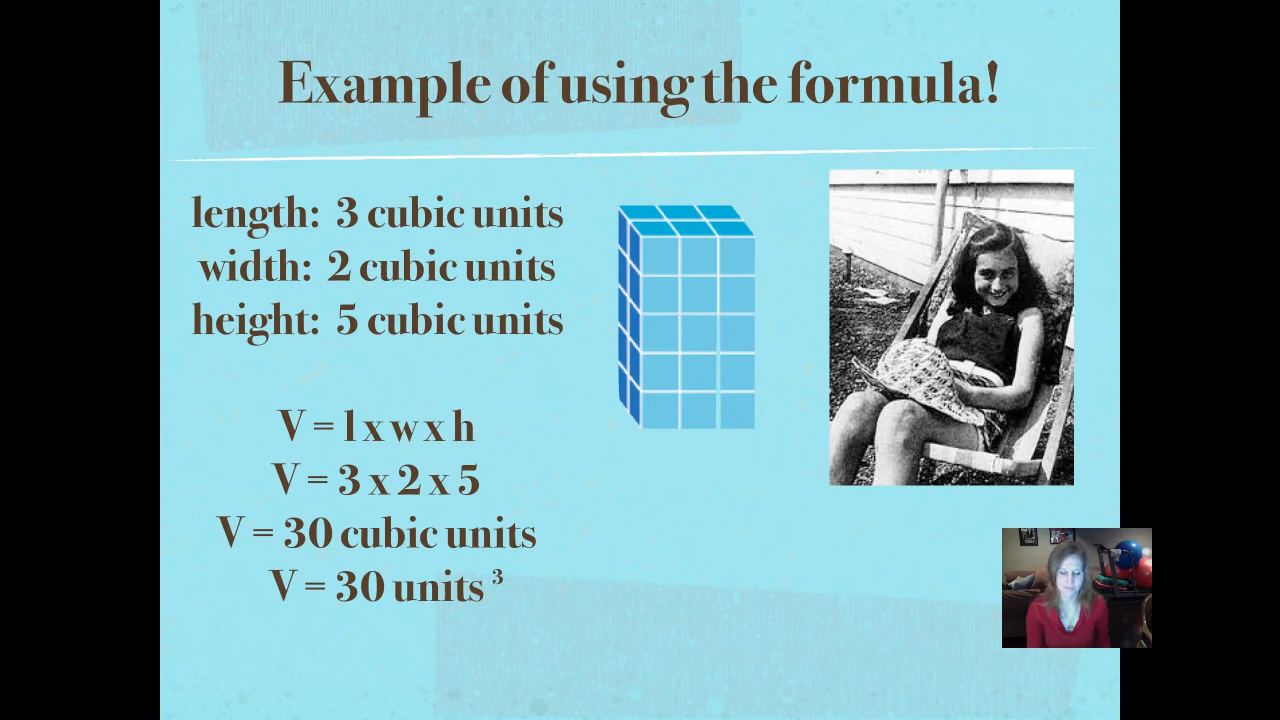 Example of using the formula!
length: 3 cubic units
width: 2 cubic units
height: 5 cubic units
V = l x w x h
V = 3 x 2 x 5
V = 30 cubic units
V = 30 units ³